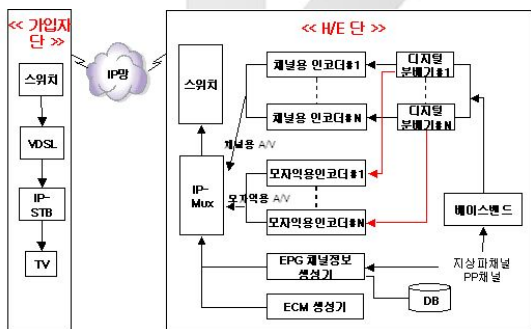 << 가입자
단 >>
스위치
VDSL
IP-
STB
TV
IP망
<< H/E 단 >>
스위치
채널용 인코더#1
디지털
분배기#1
채널용 인코더#N
디지털
분배기#N
채널용 A/V
IP-
Mux
모자익용 A/V
모자익용인코더#1
모자익용인코더#N
베이스밴드
EPG 채널정보
생성기
지상파채널
PP채널
DB
ECM 생성기